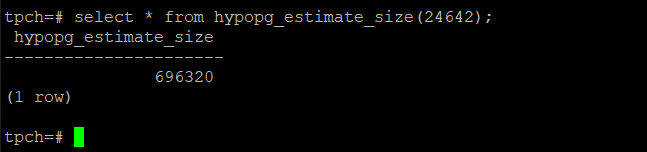 tpch=# select * from hypopg_estimate_size(24642);
 hypopg_estimate_size
----------------------
               696320
(1 row)
tpch=#